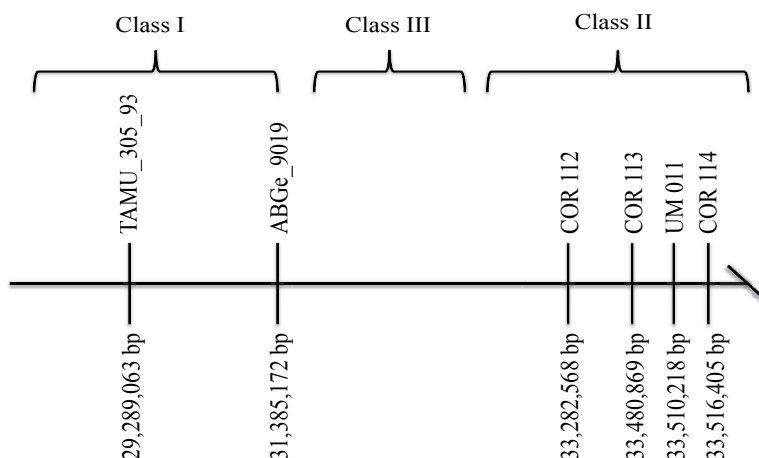 Class I
Class III
Class II
TAMU_305_93
ABGe_9019
COR 112
COR 113
UM 011
COR 114
29,289,063 bp
31,385,172 bp
33,282,568 bp
33,480,869 bp
33,510,218 bp
33,516,405 bp